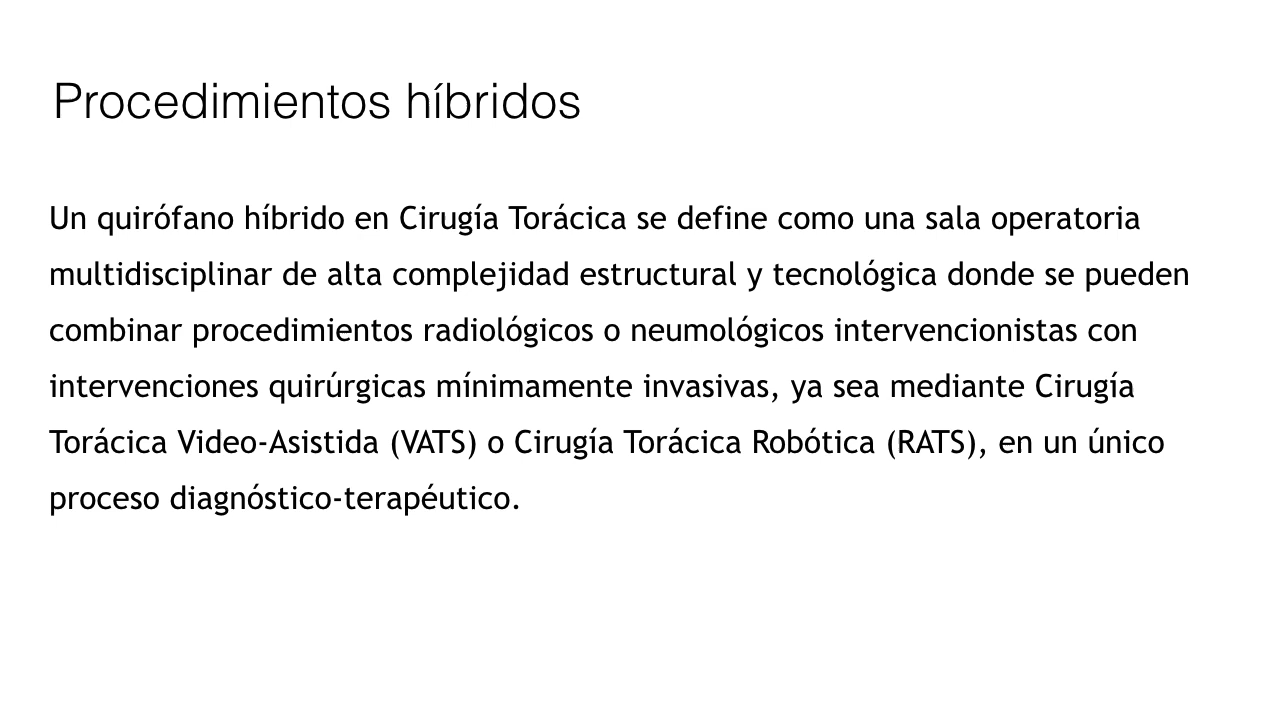 Procedimientos híbridos
Un quirófano híbrido en Cirugía Torácica se define como una sala operatoria
multidisciplinar de alta complejidad estructural y tecnológica donde se pueden
combinar procedimientos radiológicos o neumológicos intervencionistas con
intervenciones quirúrgicas mínimamente invasivas, ya sea mediante Cirugía
Torácica Video-Asistida (VATS) o Cirugía Torácica Robótica (RATS), en un único
proceso diagnóstico-terapéutico.